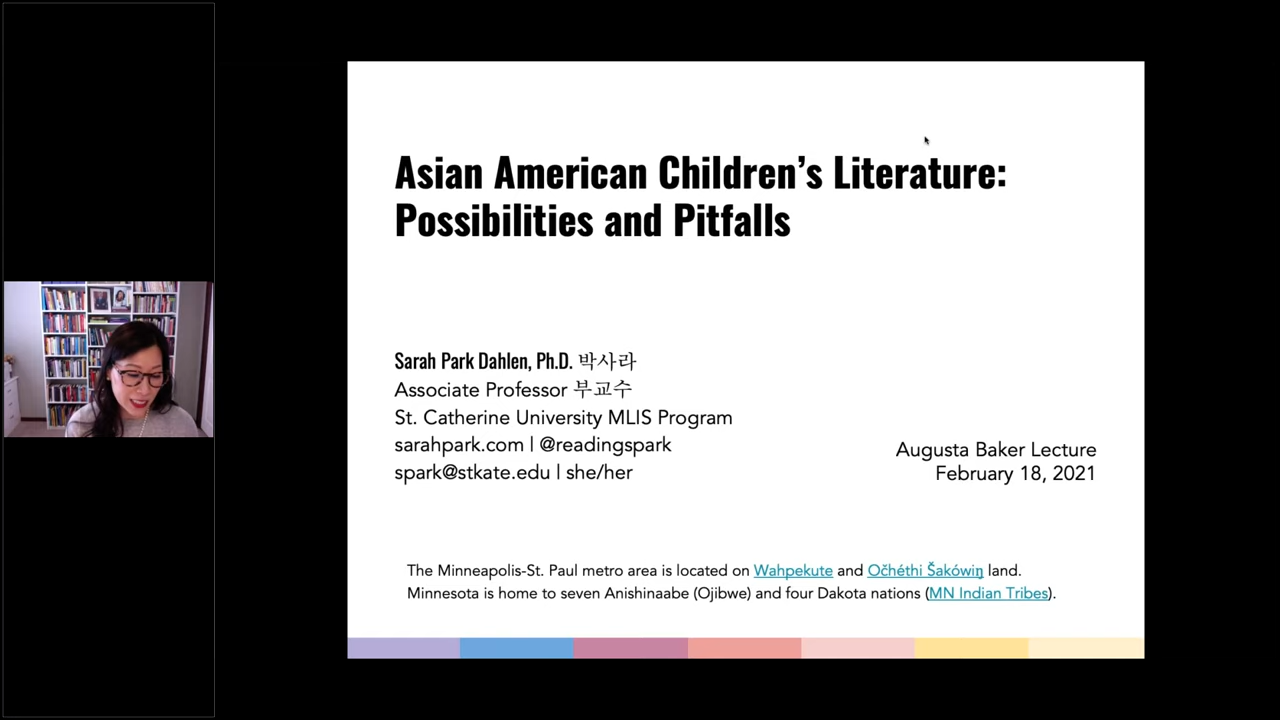 Asian American Children’s Literature:
Possibilities and Pitfalls
Sarah Park Dahlen, Ph.D. 박사라
Associate Professor 부교수
St. Catherine University MLIS Program
sarahpark.com | @readingspark
spark@stkate.edu | she/her
Augusta Baker Lecture
February 18, 2021
The Minneapolis-St. Paul metro area is located on Wahpekute and Očhéthi Šakówiŋ land.
Minnesota is home to seven Anishinaabe (Ojibwe) and four Dakota nations (MN Indian Tribes).